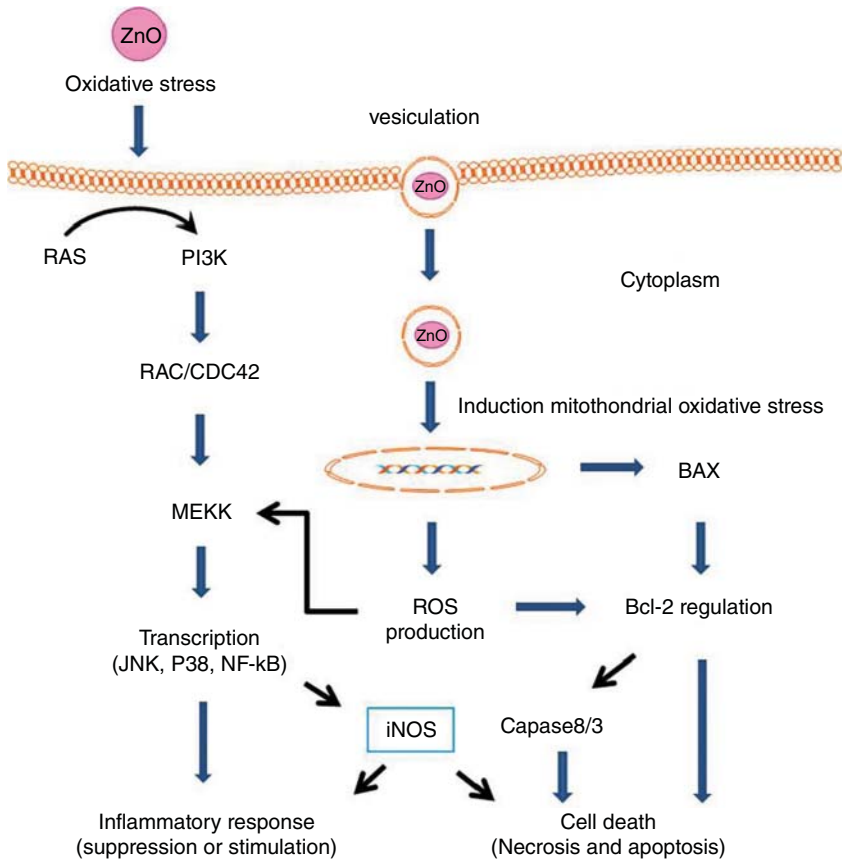 ZnO
Oxidative stress
vesiculation
ZnO
RAS
PI3K
Cytoplasm
ZnO
RAC/CDC42
Induction mitothondrial oxidative stress
BAX
MEKK
ROS
production
Bcl-2 regulation
Transcription
(JNK, P38, NF-kB)
iNOS
Capase8/3
Inflammatory response
(suppression or stimulation)
Cell death
(Necrosis and apoptosis)